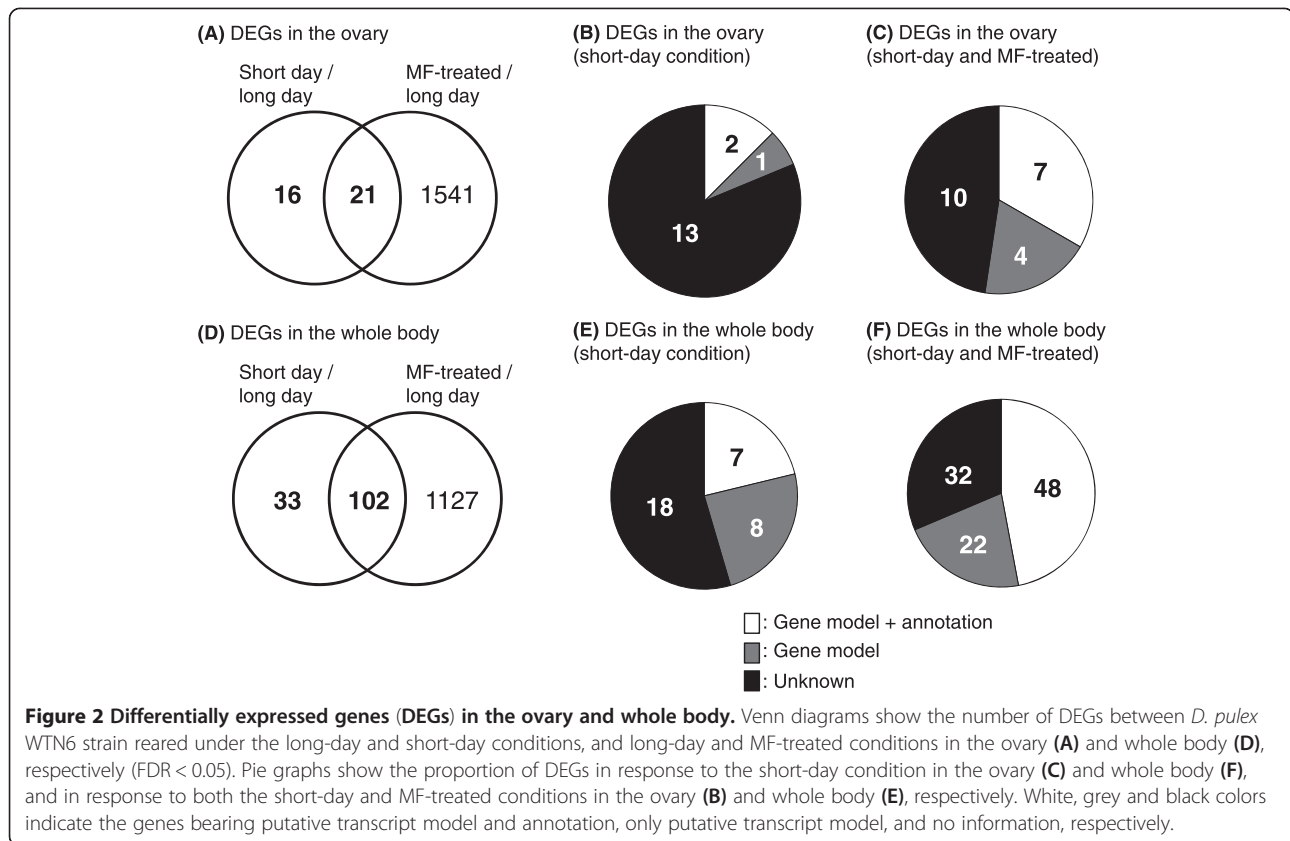 (A) DEGs in the ovary
Short day /
long day
MF-treated /
long day
16
21
1541
(B) DEGs in the ovary
(short-day condition)
2
1
13
(C) DEGs in the ovary
(short-day and MF-treated)
7
4
10
(D) DEGs in the whole body
Short day /
long day
MF-treated /
long day
33
102
1127
(E) DEGs in the whole body
(short-day condition)
7
8
18
(F) DEGs in the whole body
(short-day and MF-treated)
48
22
32
: Gene model + annotation
: Gene model
: Unknown
Figure 2 Differentially expressed genes (DEGs) in the ovary and whole body. Venn diagrams show the number of DEGs between D. pulex
WTN6 strain reared under the long-day and short-day conditions, and long-day and MF-treated conditions in the ovary (A) and whole body (D),
respectively (FDR < 0.05). Pie graphs show the proportion of DEGs in response to the short-day condition in the ovary (C) and whole body (F),
and in response to both the short-day and MF-treated conditions in the ovary (B) and whole body (E), respectively. White, grey and black colors
indicate the genes bearing putative transcript model and annotation, only putative transcript model, and no information, respectively.